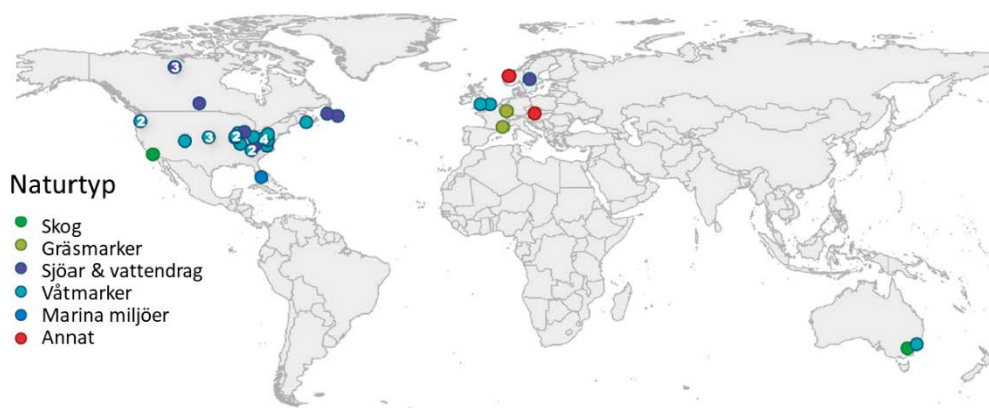 3
2
3
2
4
2
Naturtyp
Skog
Gräsmarker
Sjöar & vattendrag
Våtmarker
Marina miljöer
Annat